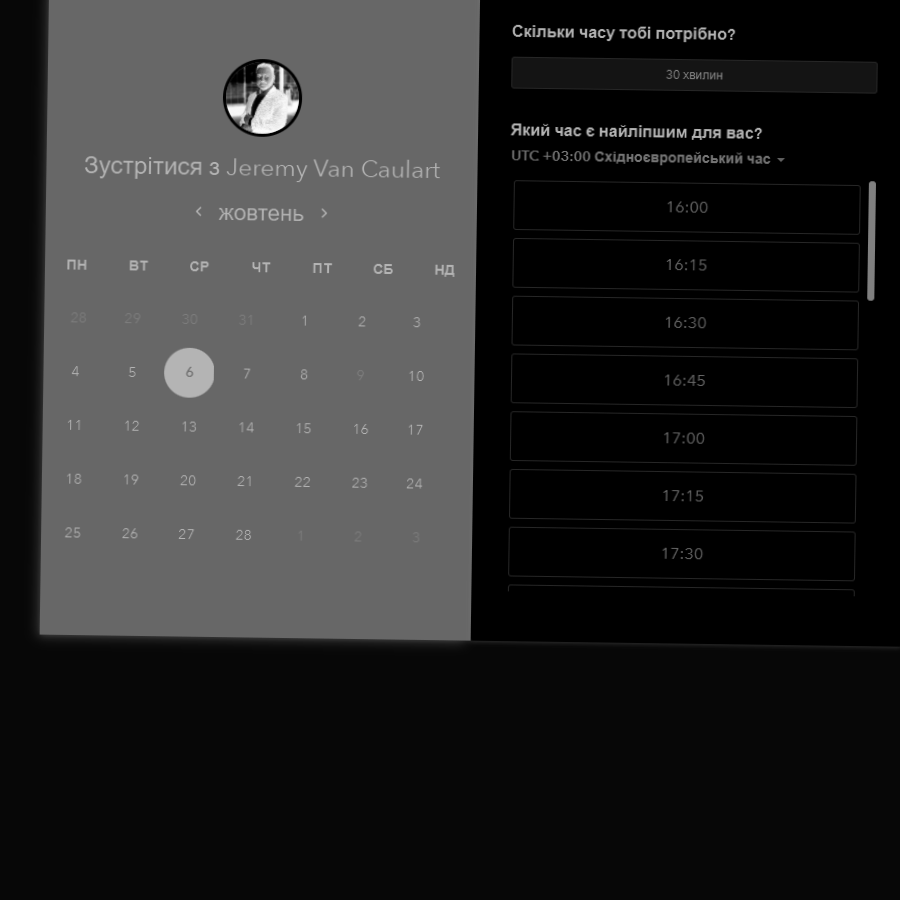 Зустрітися з Jeremy Van Caulart
жовтень
ПН ВТ СР ЧТ ПТ СБ НД
28 29 30 31 1 2 3
4 5 6 7 8 9 10
11 12 13 14 15 16 17
18 19 20 21 22 23 24
25 26 27 28 1 2 3
Скільки часу тобі потрібно?
30 хвилин
Який час є найліпшим для вас?
UTC +03:00 Східноєвропейський час
16:00
16:15
16:30
16:45
17:00
17:15
17:30